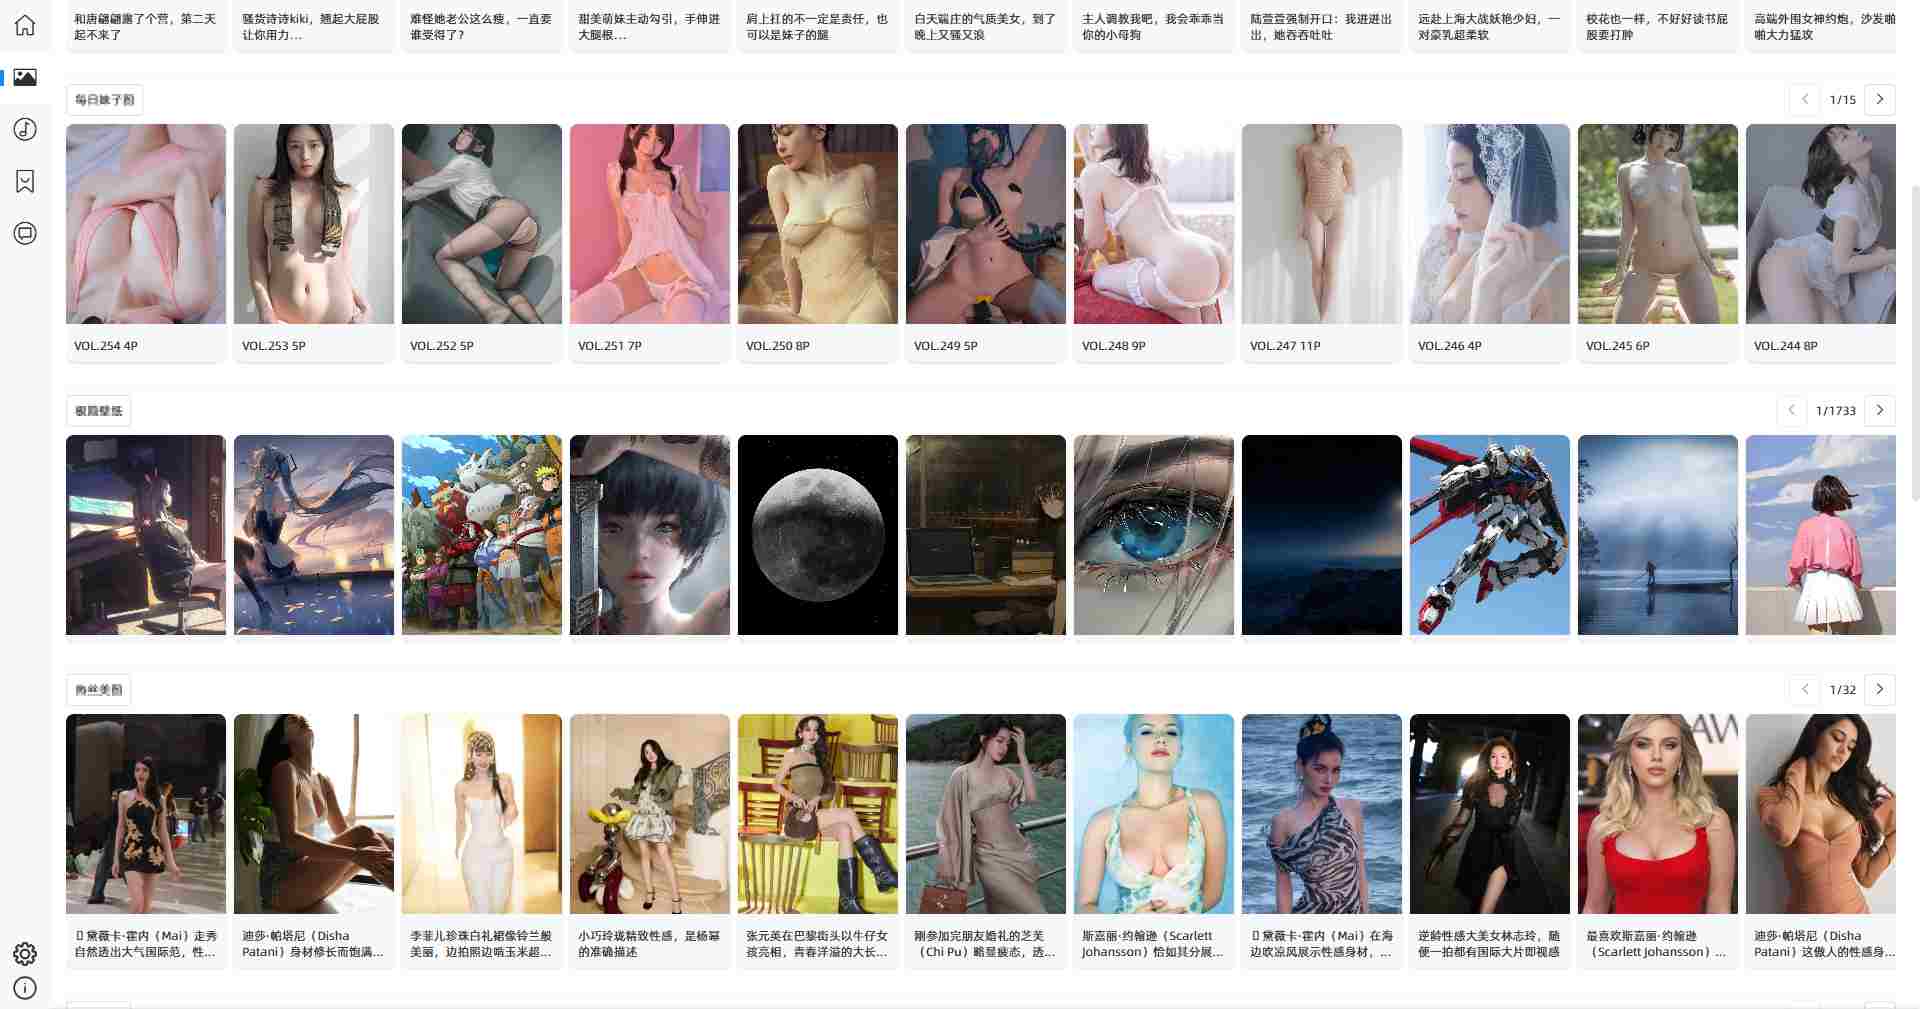 和唐翩翩露了个营，第二天
起不来了
骚货诗诗kiki，翘起大屁股
让你用力...
难怪她老公这么瘦，一直要
谁受得了？
甜美萌妹主动勾引，手伸进
大腿根...
肩上扛的不一定是责任，也
可以是妹子的腿
白天端庄的气质美女，到了
晚上又骚又浪
主人调教我吧，我会乖乖当
你的小母狗
陆萱萱强制开口：我进进出
出，她吞吞吐吐
远赴上海大战妖艳少妇，一
对豪乳超柔软
校花也一样，不好好读书屁
股要打肿
高端外围女神约炮，沙发啪
啪大力猛攻
每日妹子图
1/15
VOL.254 4P
VOL.253 5P
VOL.252 5P
VOL.251 7P
VOL.250 8P
VOL.249 5P
VOL.248 9P
VOL.247 11P
VOL.246 4P
VOL.245 6P
VOL.244 8P
极简壁纸
1/1733
1/32
黛薇卡·霍内（Mai）走秀
自然透出大气国际范，性...
迪莎·帕塔尼（Disha
Patani）身材修长而饱满...
李菲儿珍珠白礼裙像铃兰般
美丽，边拍照边啃玉米超...
小巧玲珑精致性感，是杨幂
的准确描述
张元英在巴黎街头以牛仔女
孩亮相，青春洋溢的大长...
刚参加完朋友婚礼的芝芙
（Chi Pu）略显疲态，透...
斯嘉丽·约翰逊（Scarlett
Johansson）恰如其分展...
黛薇卡·霍内（Mai）在海
边吹凉风展示性感身材，...
逆龄性感大美女林志玲，随
便一拍都有国际大片即视感
最喜欢斯嘉丽·约翰逊
（Scarlett Johansson）...
迪莎·帕塔尼（Disha
Patani）这傲人的性感身...